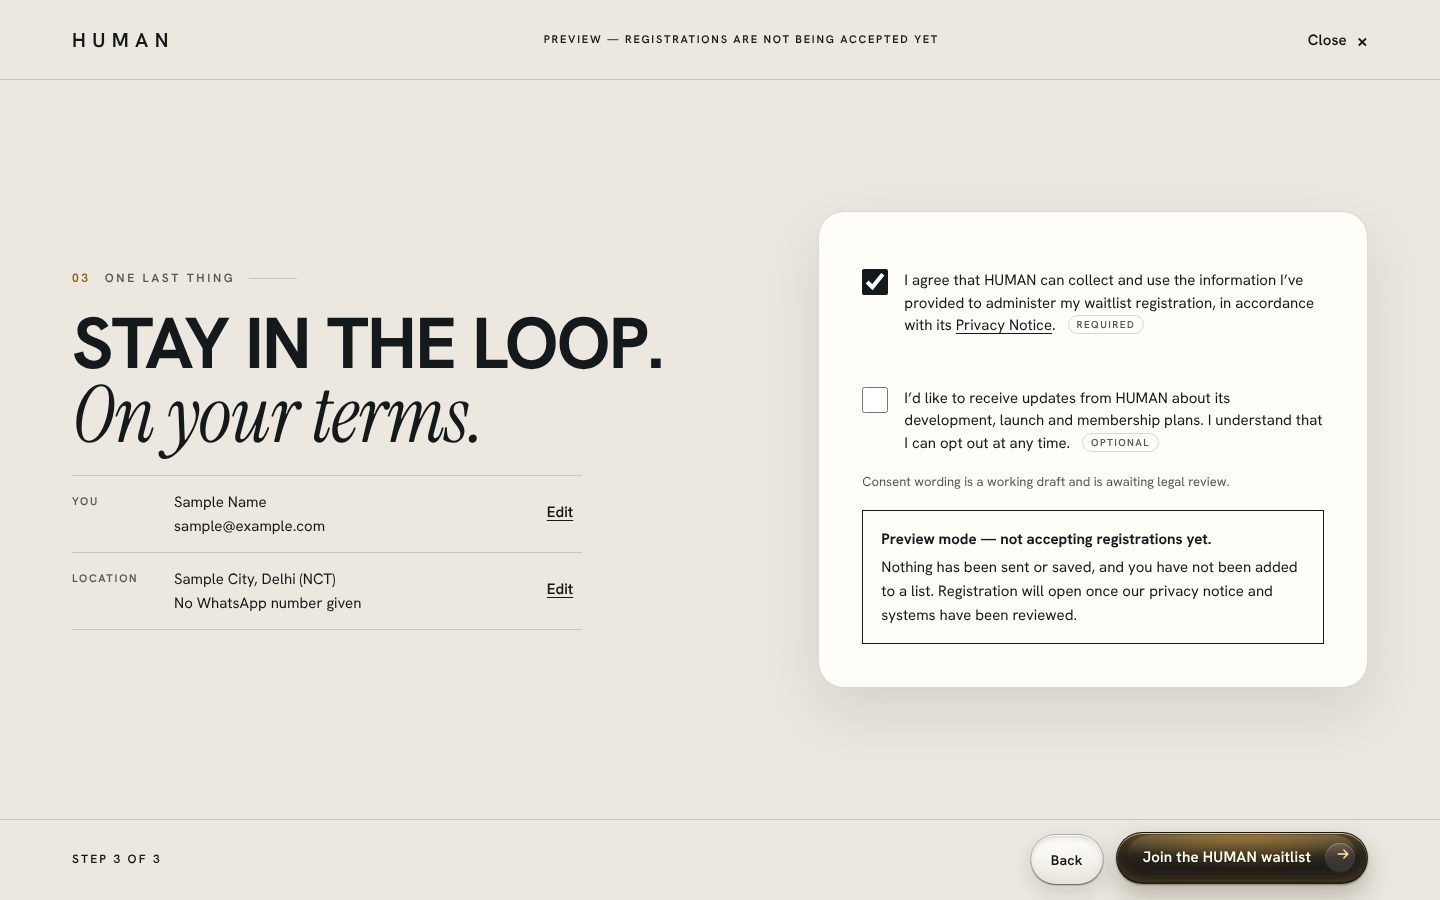 HUMAN
PREVIEW — REGISTRATIONS ARE NOT BEING ACCEPTED YET
Close ×
03 ONE LAST THING
STAY IN THE LOOP.
On your terms.
YOU
Sample Name
sample@example.com
Edit
LOCATION
Sample City, Delhi (NCT)
No WhatsApp number given
Edit
I agree that HUMAN can collect and use the information I’ve
provided to administer my waitlist registration, in accordance
with its Privacy Notice. REQUIRED
I’d like to receive updates from HUMAN about its
development, launch and membership plans. I understand that
I can opt out at any time. OPTIONAL
Consent wording is a working draft and is awaiting legal review.
Preview mode — not accepting registrations yet.
Nothing has been sent or saved, and you have not been added
to a list. Registration will open once our privacy notice and
systems have been reviewed.
STEP 3 OF 3
Back
Join the HUMAN waitlist →